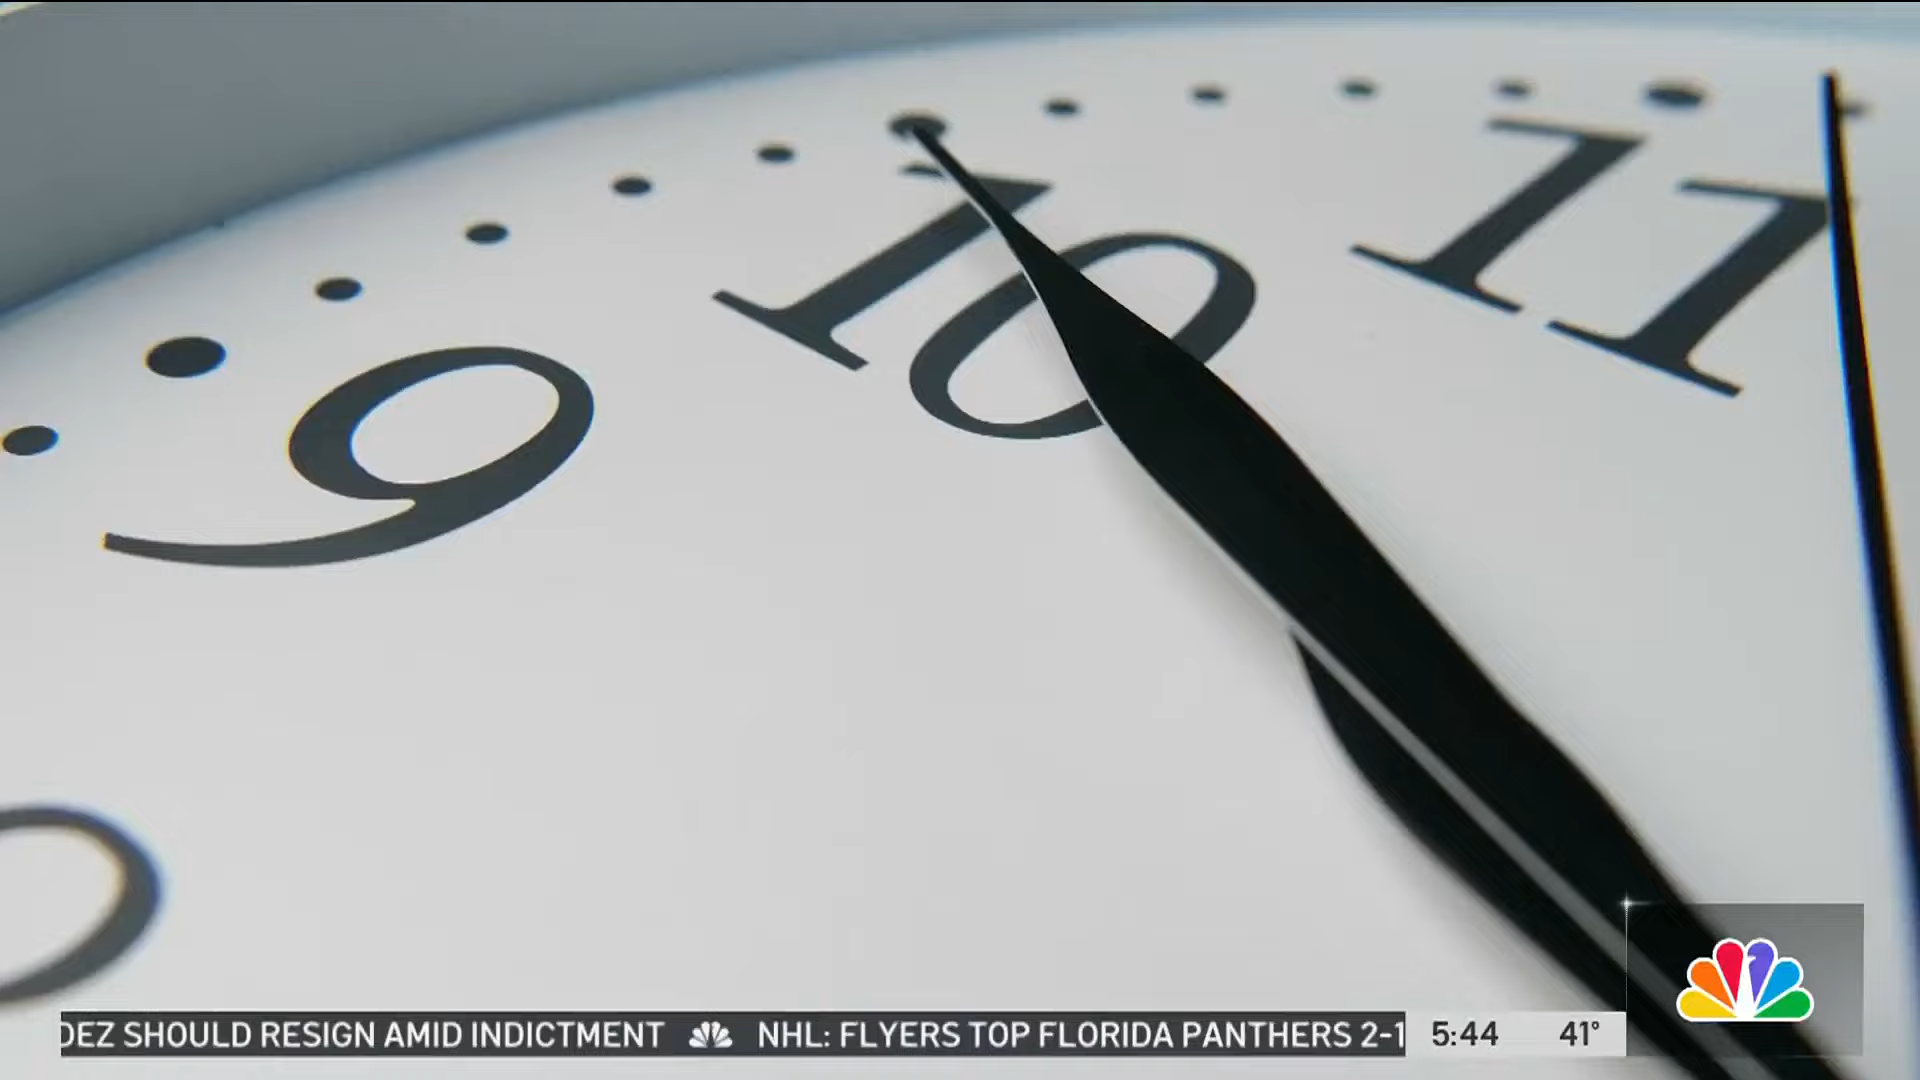 9
10
11
DEZ SHOULD RESIGN AMID INDICTMENT NHL: FLYERS TOP FLORIDA PANTHERS 2-1
5:44 41°